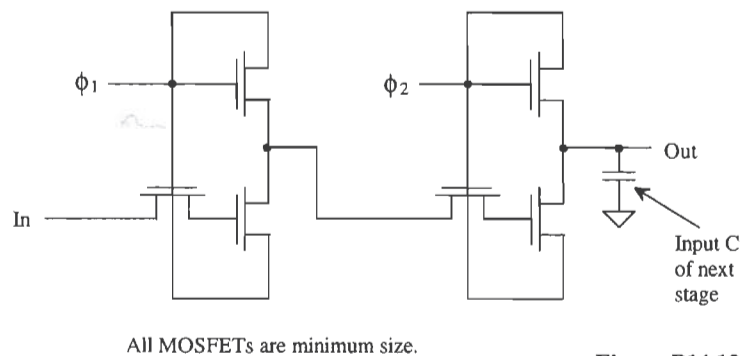 ϕ1
ϕ2
Out
In
Input C
of next
stage
All MOSFETs are minimum size.